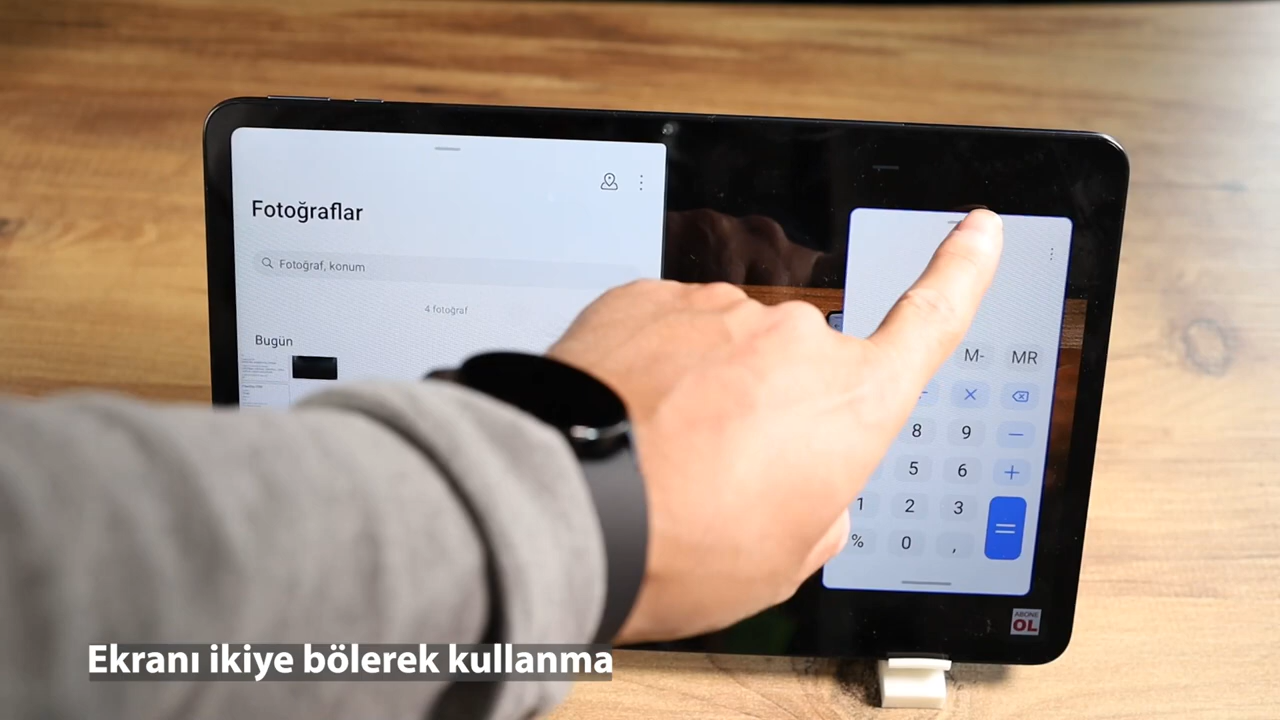 Fotoğraflar
Fotoğraf, konum
4 fotoğraf
Bugün
M- MR
×
8 9 −
5 6 +
1 2 3 =
% 0 ,
ABONE
OL
Ekranı ikiye bölerek kullanma